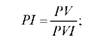 PI = PV / PVI;